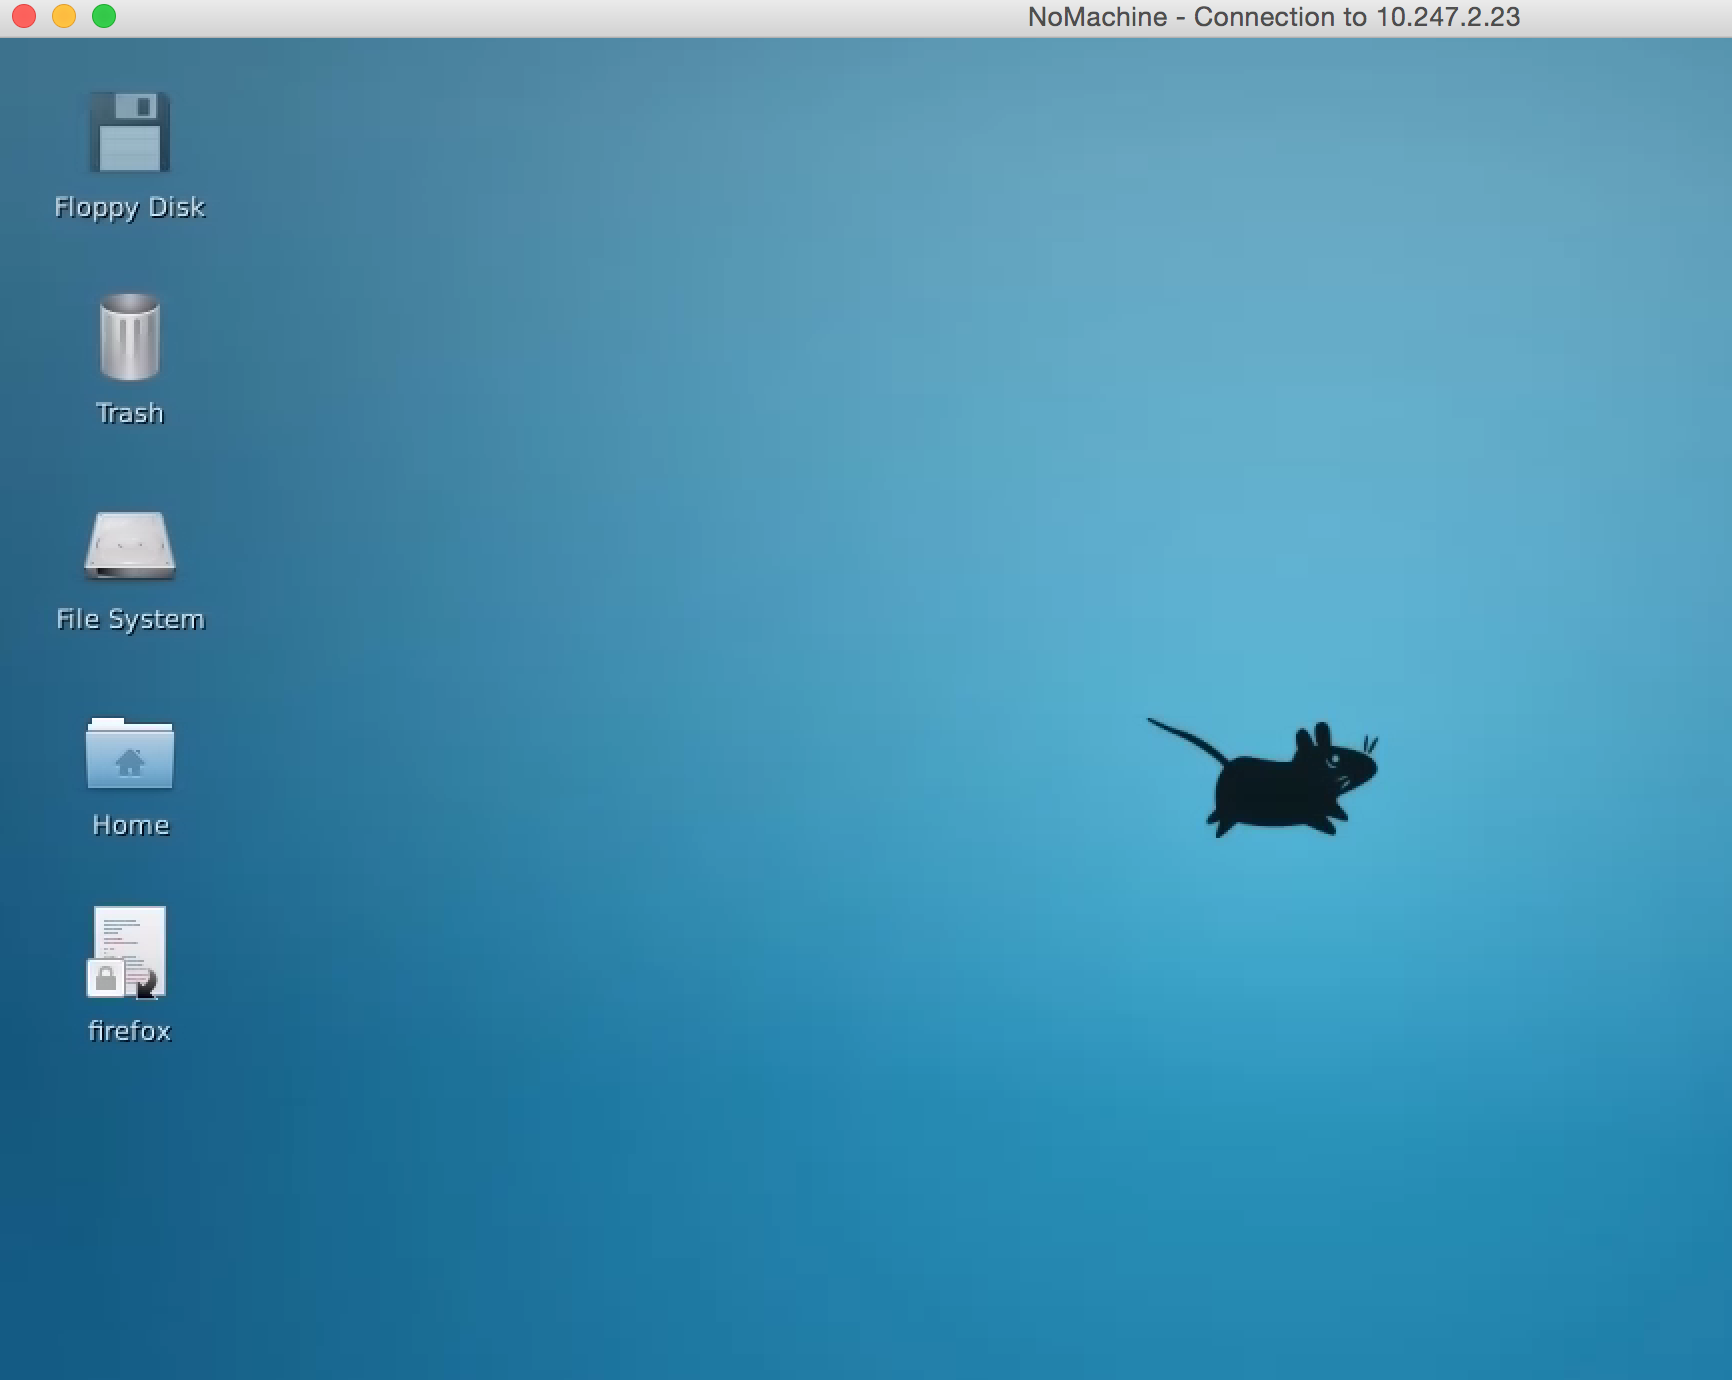 NoMachine - Connection to 10.247.2.23
Floppy Disk
Trash
File System
Home
firefox